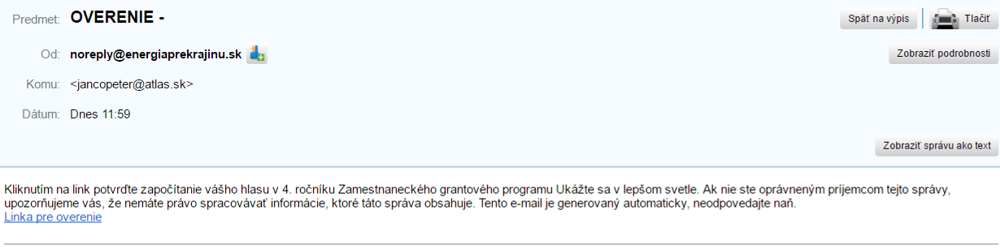 Predmet: OVERENIE - Späť na výpis Tlačiť
Od: noreply@energiaprekrajinu.sk Zobraziť podrobnosti
Komu: <jancopeter@atlas.sk>
Dátum: Dnes 11:59
Zobraziť správu ako text
Kliknutím na link potvrďte započítanie vášho hlasu v 4. ročníku Zamestnaneckého grantového programu Ukážte sa v lepšom svetle. Ak nie ste oprávneným príjemcom tejto správy,
upozorňujeme vás, že nemáte právo spracovávať informácie, ktoré táto správa obsahuje. Tento e-mail je generovaný automaticky, neodpovedajte naň.
Linka pre overenie